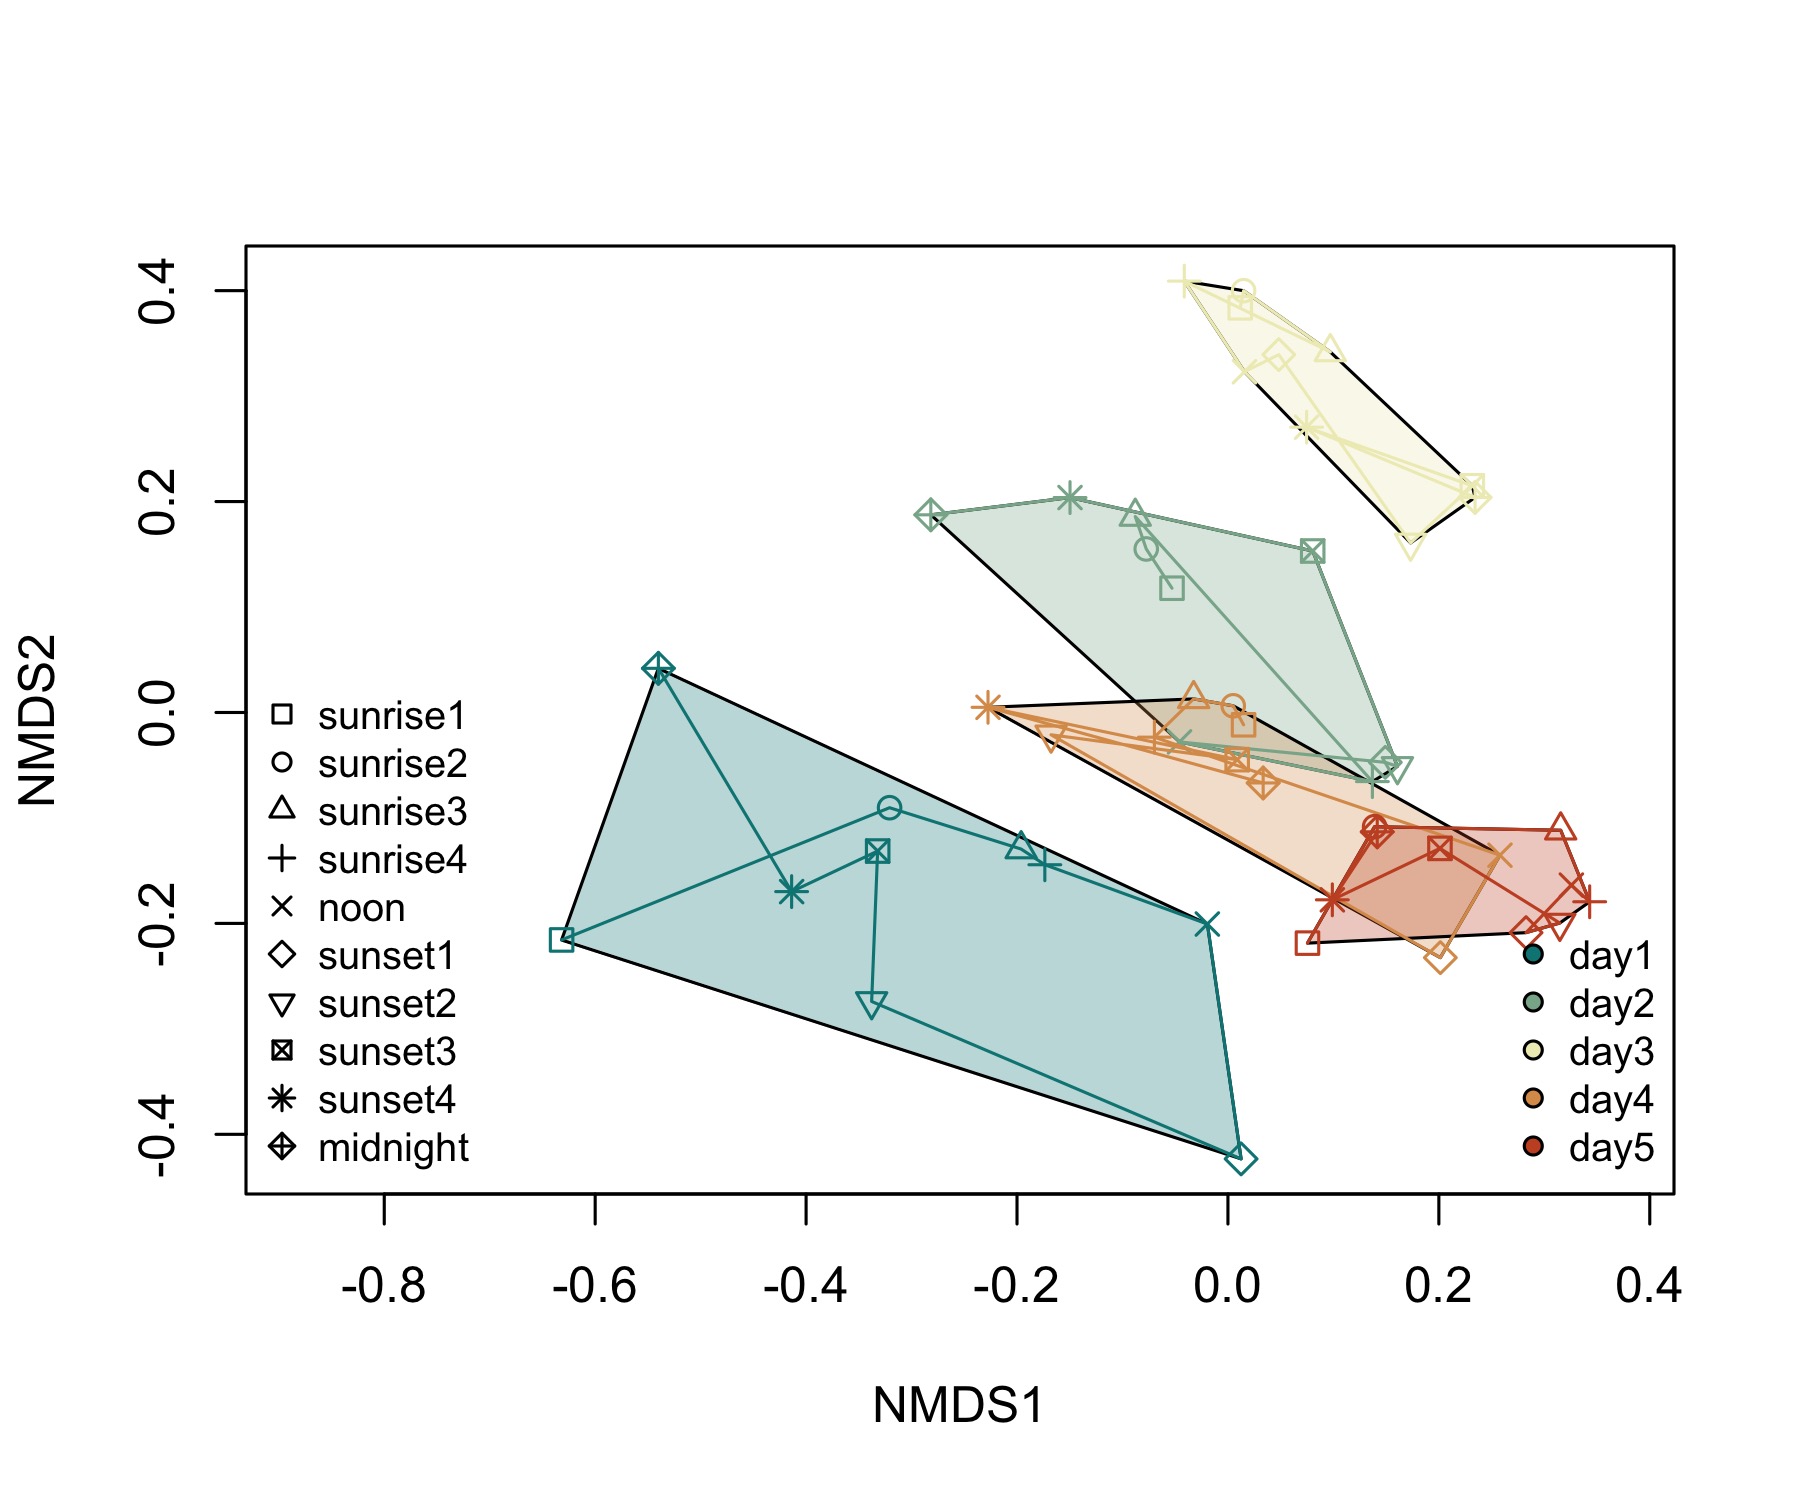 0.4
0.2
0.0
-0.2
-0.4
NMDS2
sunrise1
sunrise2
sunrise3
sunrise4
noon
sunset1
sunset2
sunset3
sunset4
midnight
day1
day2
day3
day4
day5
-0.8 -0.6 -0.4 -0.2 0.0 0.2 0.4
NMDS1